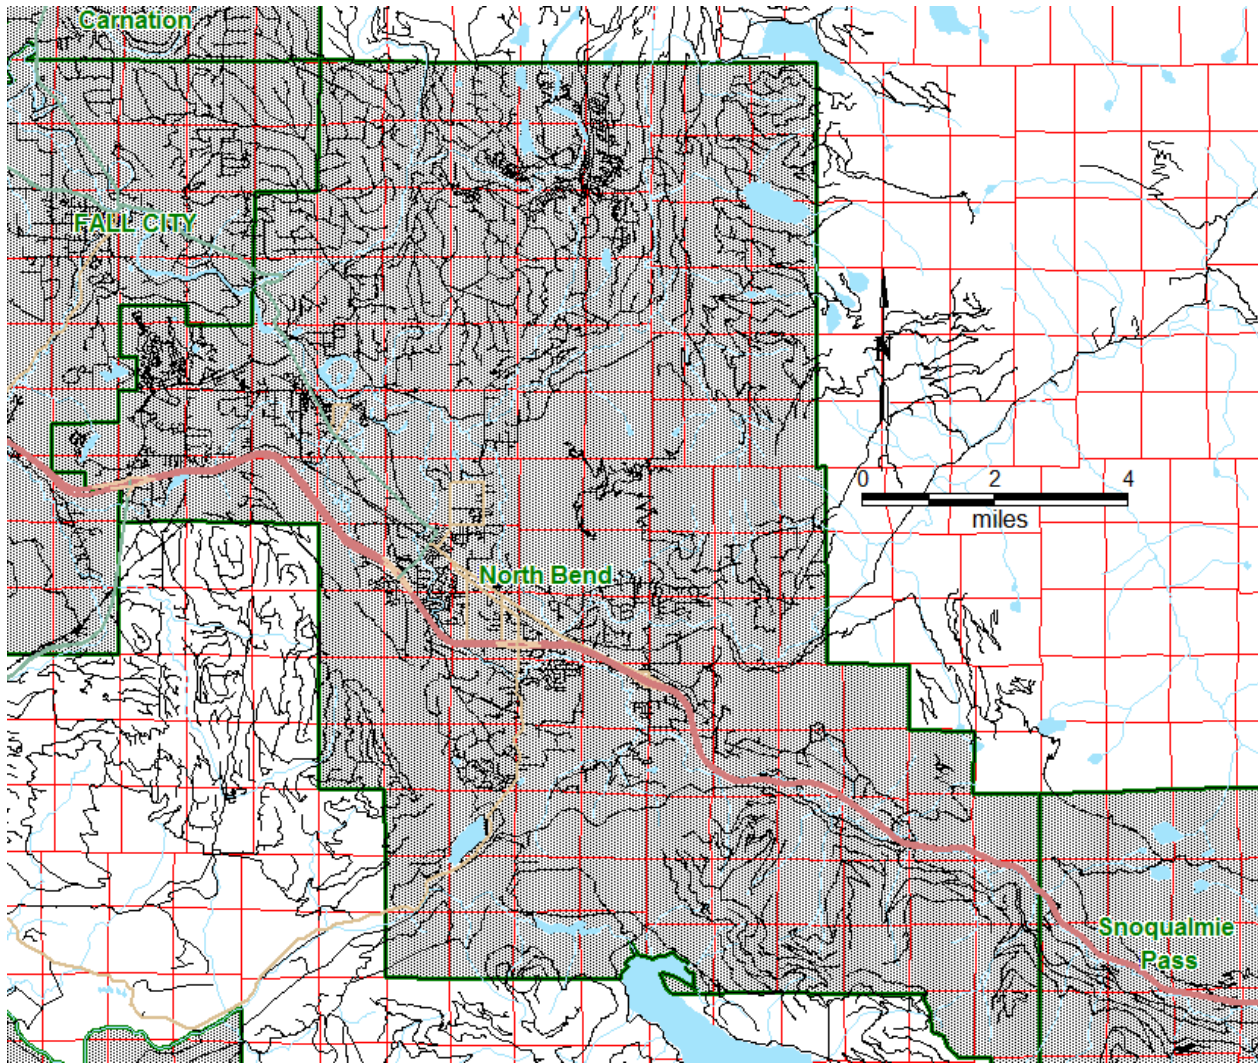 Carnation
FALL CITY
N
0 2 4
miles
North Bend
Snoqualmie
Pass